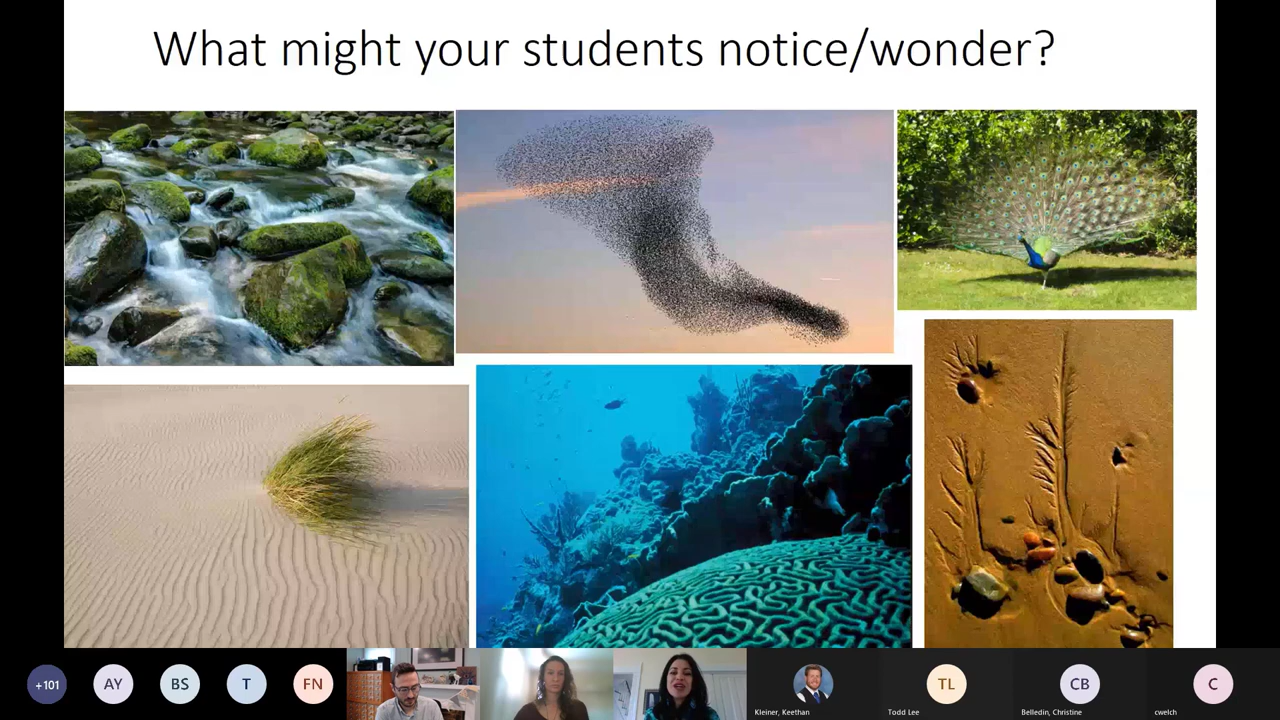 What might your students notice/wonder?
+101
AY
BS
T
FN
Kleiner, Keethan
TL
Todd Lee
CB
Belledin, Christine
C
cwelch